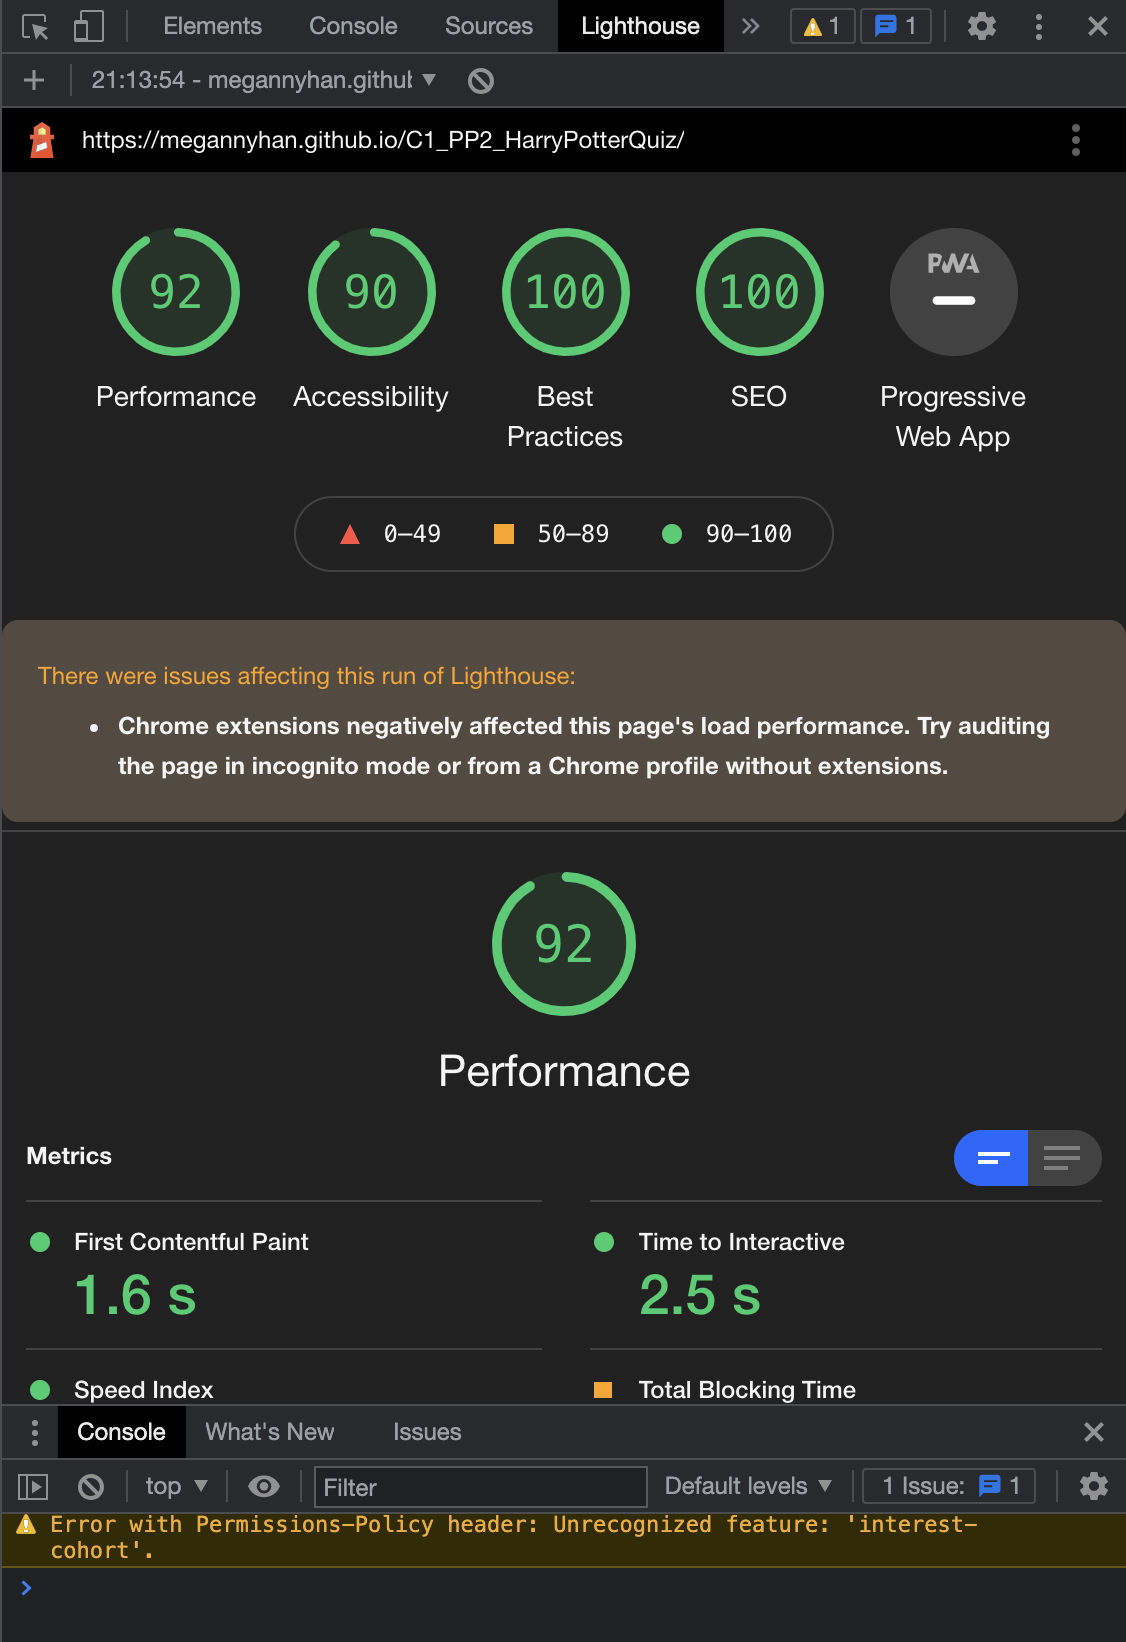 Elements Console Sources Lighthouse » 1 1
21:13:54 - megannyhan.github
https://megannyhan.github.io/C1_PP2_HarryPotterQuiz/
92 90 100 100 PWA
Performance Accessibility Best Practices SEO Progressive Web App
0–49 50–89 90–100
There were issues affecting this run of Lighthouse:
• Chrome extensions negatively affected this page's load performance. Try auditing
the page in incognito mode or from a Chrome profile without extensions.
92
Performance
Metrics
First Contentful Paint
1.6 s
Time to Interactive
2.5 s
Speed Index
Total Blocking Time
Console What's New Issues
top Filter Default levels 1 Issue: 1
Error with Permissions-Policy header: Unrecognized feature: 'interest-
cohort'.